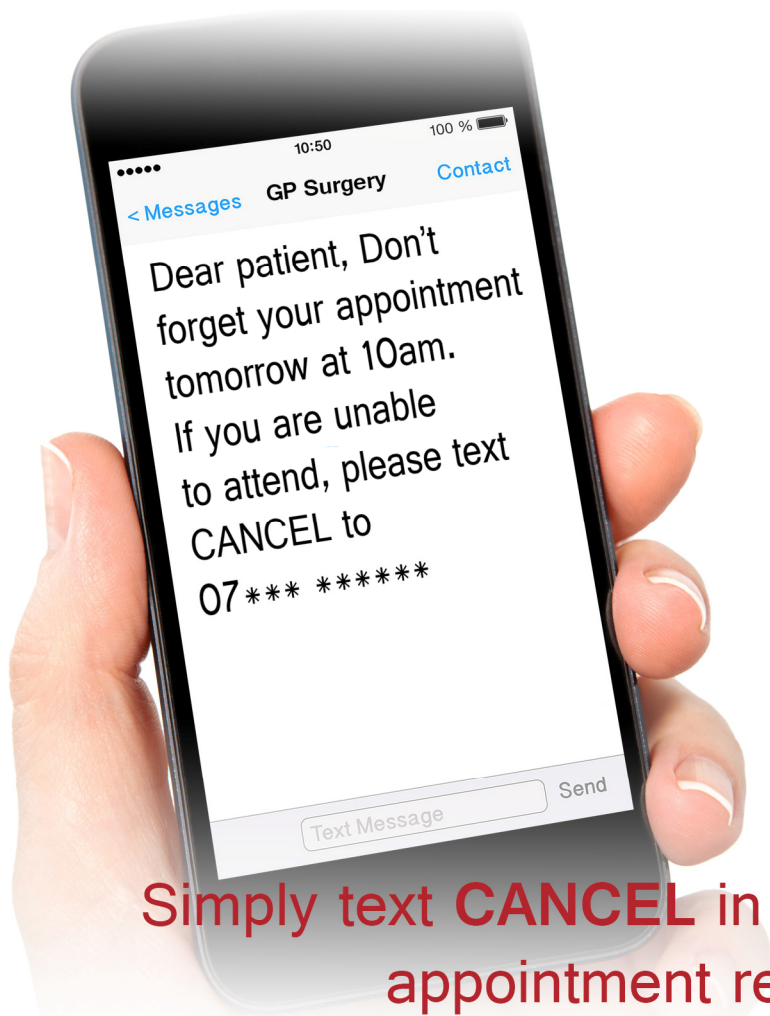 ●●●●● 10:50 100 %
< Messages GP Surgery Contact
Dear patient, Don't
forget your appointment
tomorrow at 10am.
If you are unable
to attend, please text
CANCEL to
07*** ******
Text Message Send
Simply text CANCEL in
appointment